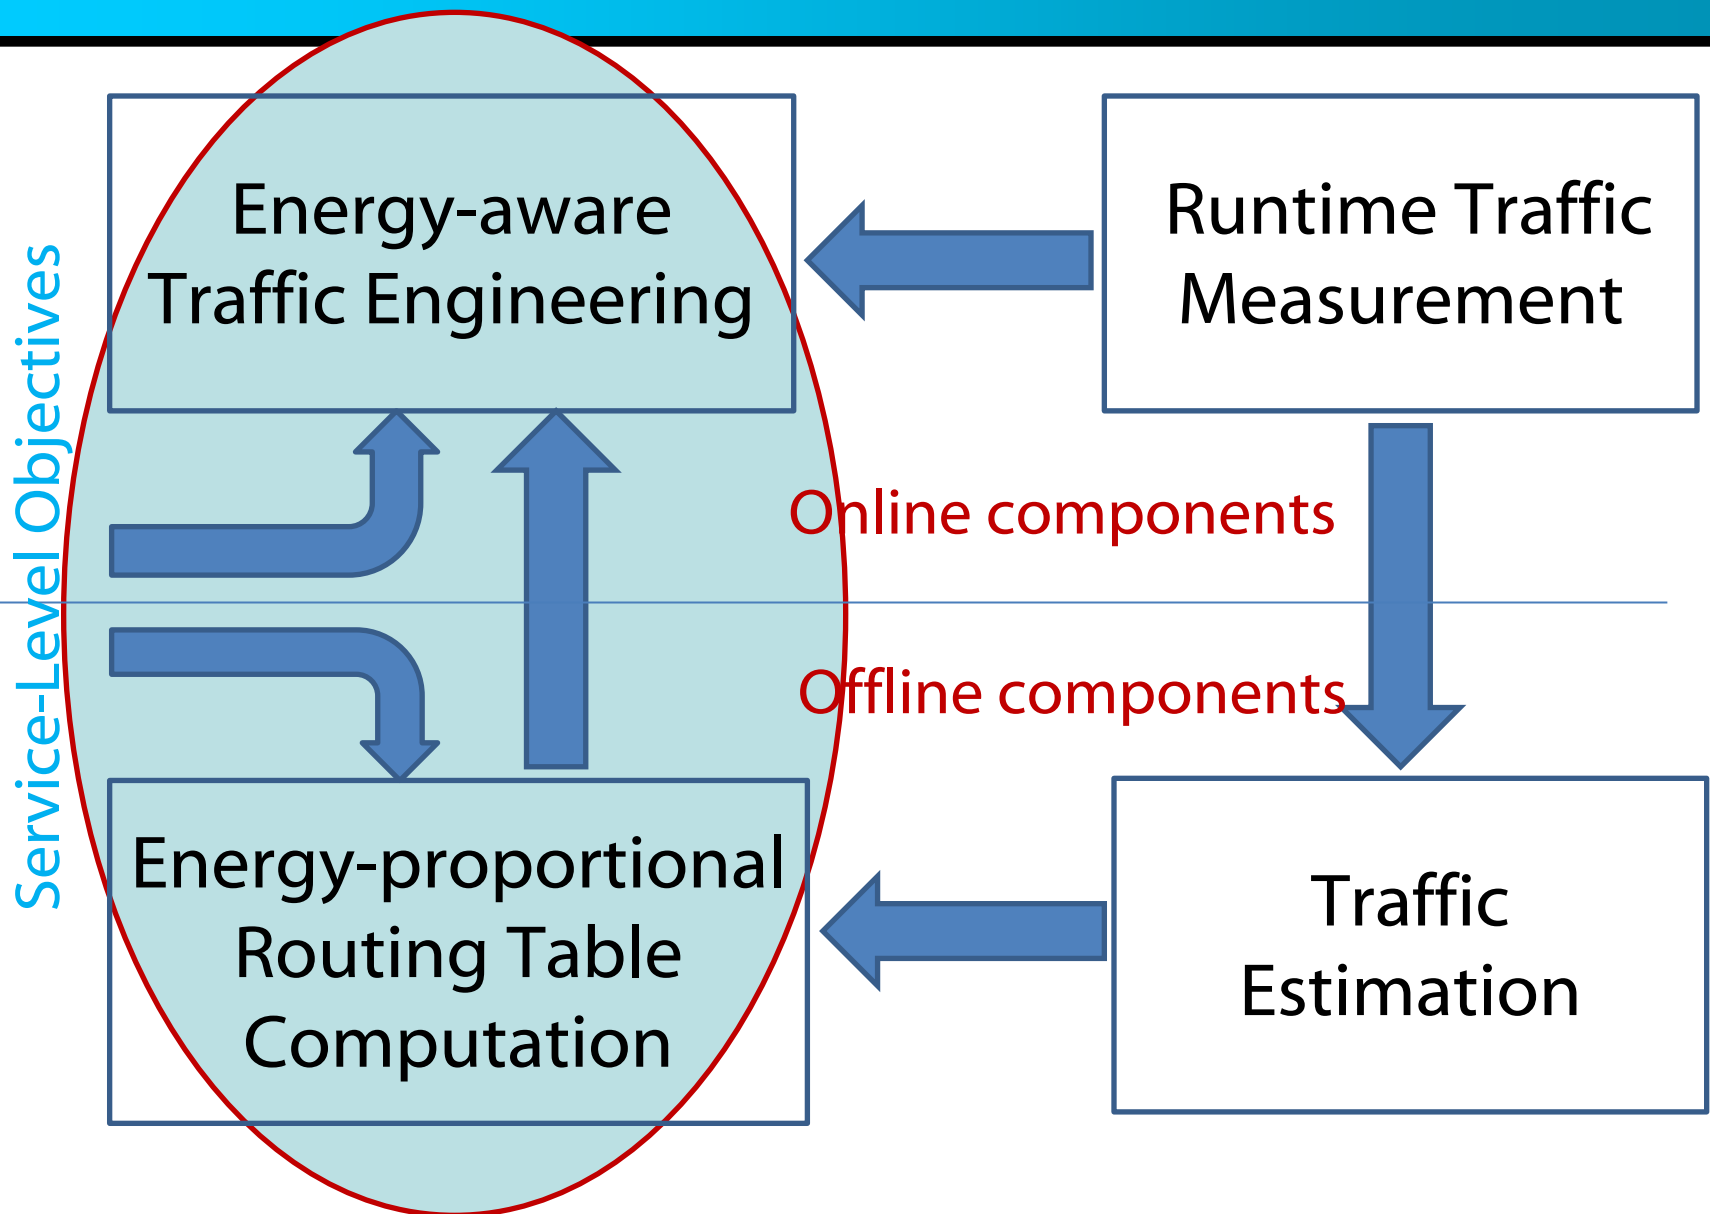 Energy-aware
Traffic Engineering
Runtime Traffic
Measurement
Service-Level Objectives
Online components
Offline components
Energy-proportional
Routing Table
Computation
Traffic
Estimation